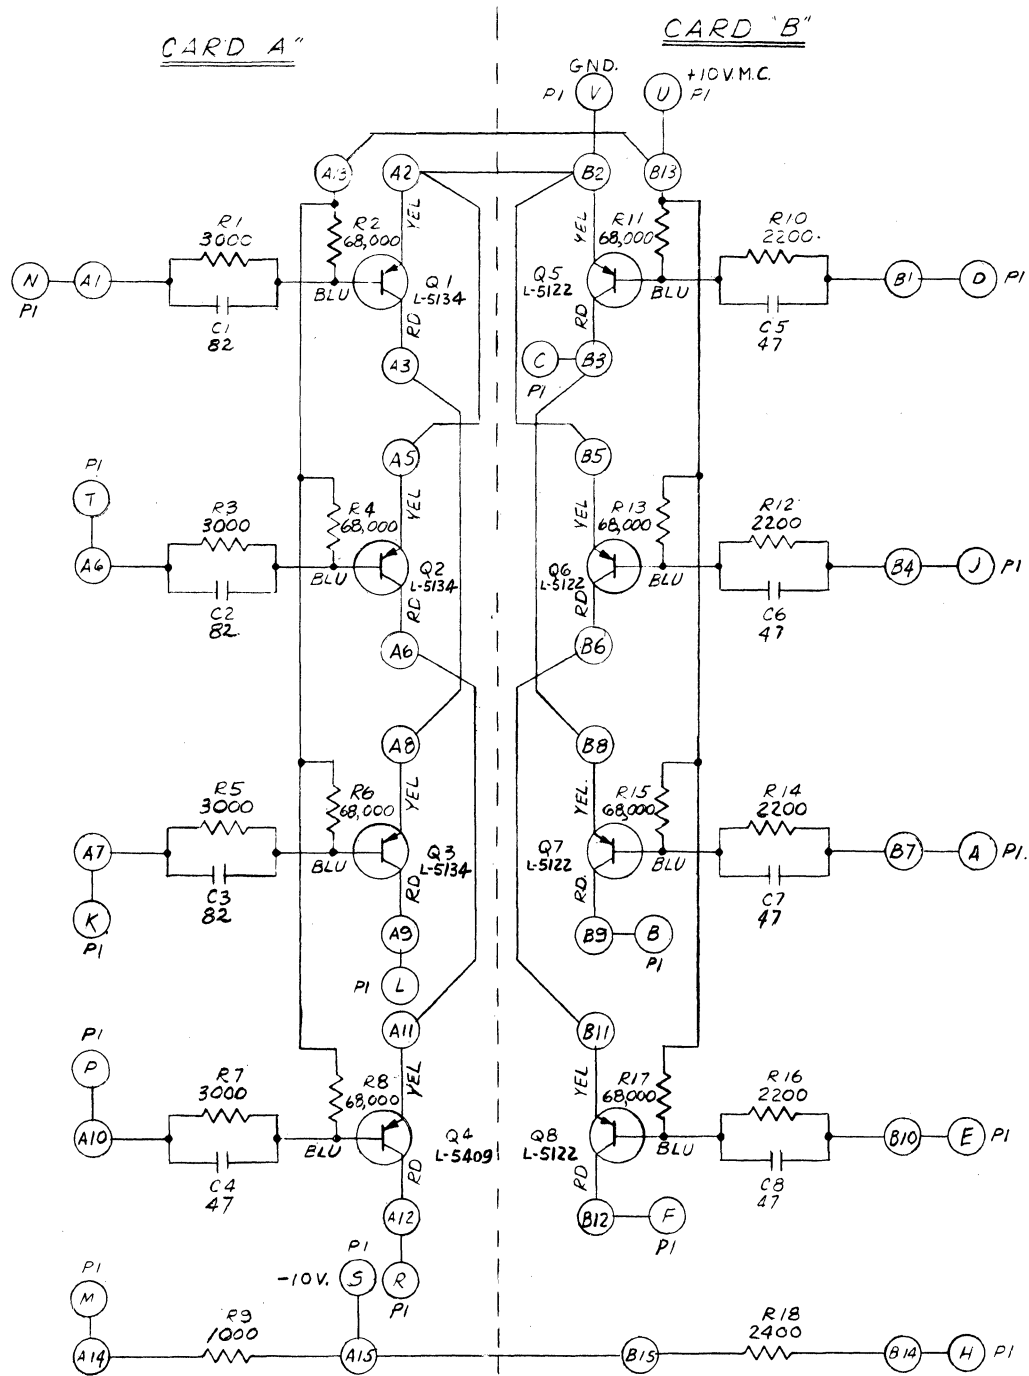 CARD A"
CARD "B"
GND.
+10 V.M.C.
P1 V
U P1
A13
A2
B2
B13
R1
3000
R2
68,000
YEL
YEL
R11
68,000
R10
2200
N
A1
BLU
Q1
L-5134
Q5
L-5122
BLU
B1
D
P1
P1
C1
82
RD
RD
C5
47
A3
C
B3
P1
A5
B5
P1
T
R3
3000
R4
68,000
YEL
YEL
R13
68,000
R12
2200
A6
BLU
Q2
L-5134
Q6
L-5122
BLU
B4
J
P1
C2
82
RD
RD
C6
47
A6
B6
A8
B8
R5
3000
R6
68,000
YEL
YEL.
R15
68,000
R14
2200
A7
BLU
Q3
L-5134
Q7
L-5122
BLU
B7
A
P1.
C3
82
RD
RD.
C7
47
K
P1
A9
B9
B
P1
P1
L
A11
B11
P1
P
R7
3000
R8
68,000
YEL
YEL
R17
68,000
R16
2200
A10
BLU
Q4
L-5409
Q8
L-5122
BLU
B10
E
P1
C4
47
RD
RD
C8
47
A12
B12
F
P1
P1
-10V.
S
R
P1
P1
M
R9
1000
R18
2400
A14
A15
B15
B14
H
P1